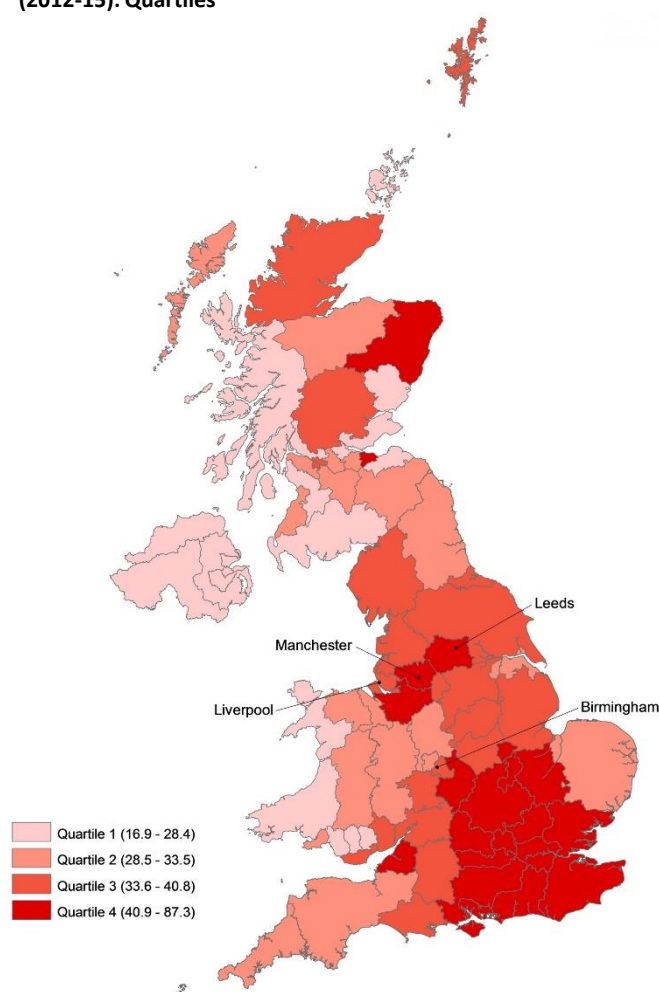 (2012-15). Quartiles
Leeds
Manchester
Liverpool
Birmingham
Quartile 1 (16.9 - 28.4)
Quartile 2 (28.5 - 33.5)
Quartile 3 (33.6 - 40.8)
Quartile 4 (40.9 - 87.3)